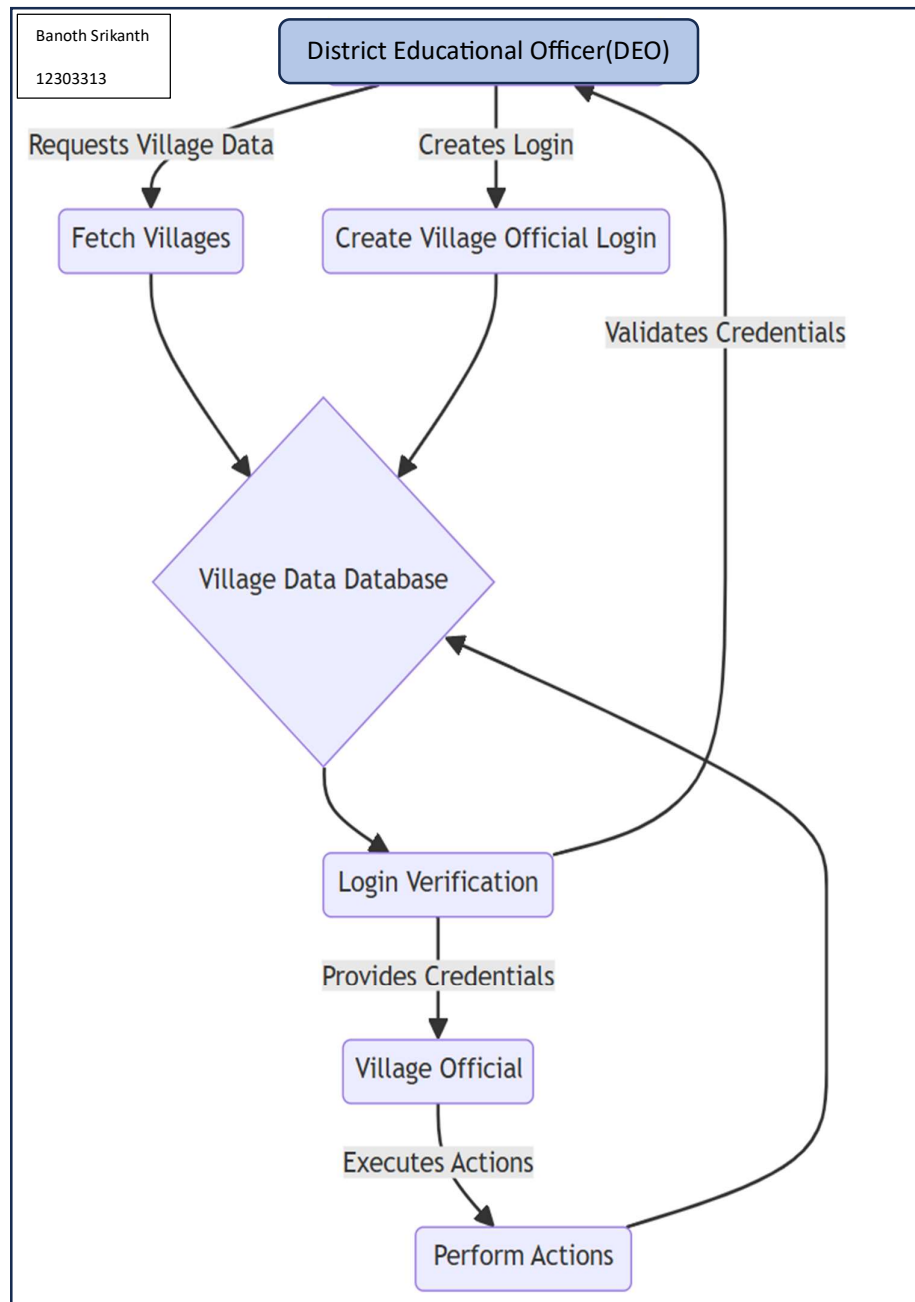 Banoth Srikanth
12303313
District Educational Officer(DEO)
Requests Village Data
Creates Login
Fetch Villages
Create Village Official Login
Validates Credentials
Village Data Database
Login Verification
Provides Credentials
Village Official
Executes Actions
Perform Actions